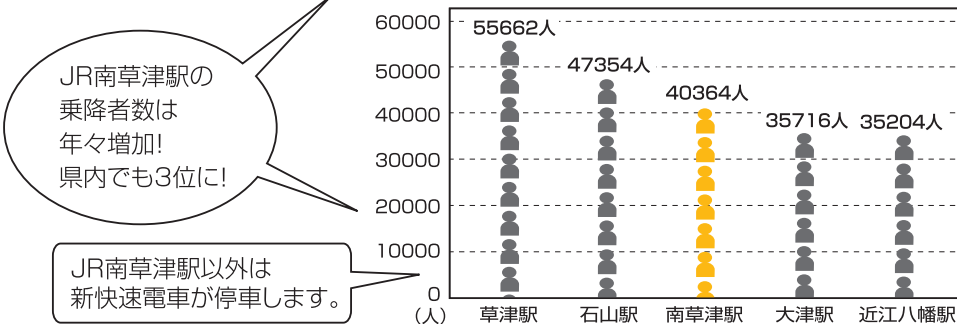 JR南草津駅の
乗降者数は
年々増加!
県内でも3位に!
JR南草津駅以外は
新快速電車が停車します。
60000
50000
40000
30000
20000
10000
0
(人)
55662人
47354人
40364人
35716人
35204人
草津駅
石山駅
南草津駅
大津駅
近江八幡駅